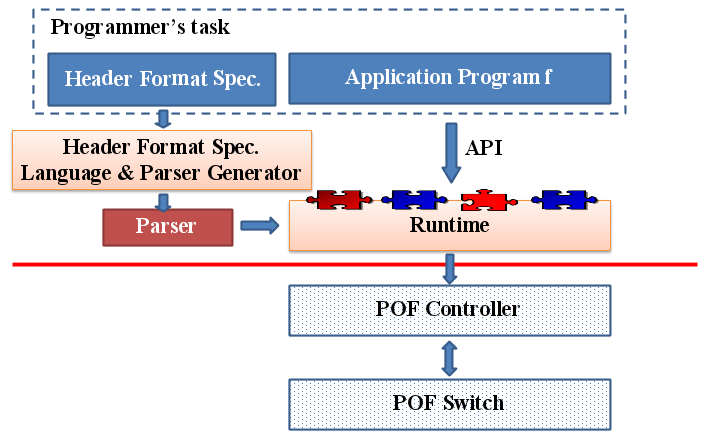 Programmer's task
Header Format Spec.
Application Program f
Header Format Spec.
Language & Parser Generator
API
Parser
Runtime
POF Controller
POF Switch